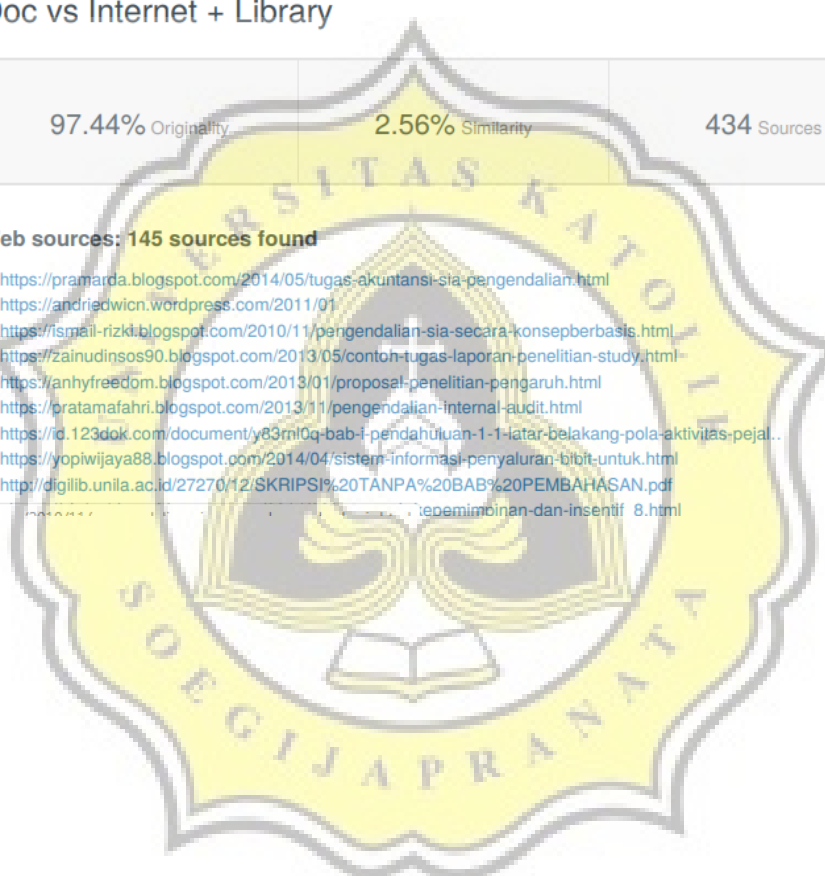 oc vs Internet + Library
97.44% Originality
2.56% Similarity
434 Sources
eb sources: 145 sources found
https://pramarda.blogspot.com/2014/05/tugas-akuntansi-sia-pengendalian.html
https://andriedwicn.wordpress.com/2011/01
https://ismail-rizki.blogspot.com/2010/11/pengendalian-sia-secara-konsepberbasis.html
https://zainudinsos90.blogspot.com/2013/05/contoh-tugas-laporan-penelitian-study.html
https://anhyfreedom.blogspot.com/2013/01/proposal-penelitian-pengaruh.html
https://pratamafahri.blogspot.com/2013/11/pengendalian-internal-audit.html
https://id.123dok.com/document/y83rnl0q-bab-i-pendahuluan-1-1-latar-belakang-pola-aktivitas-pejal..
https://yopiwijaya88.blogspot.com/2014/04/sistem-informasi-penyaluran-bibit-untuk.html
http://digilib.unila.ac.id/27270/12/SKRIPSI%20TANPA%20BAB%20PEMBAHASAN.pdf
kepemimpinan-dan-insentif_8.html
UNIVERSITAS KATOLIK
SOEGIJAPRANATA